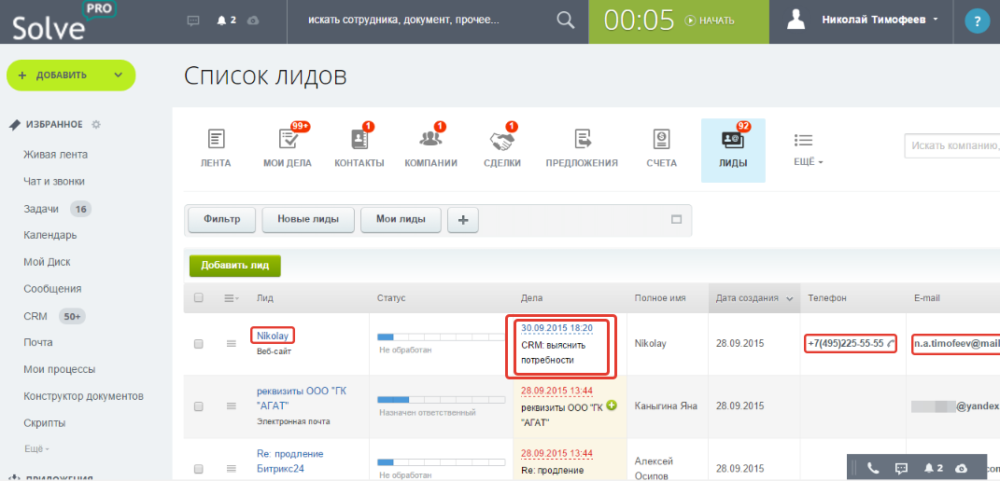 Solve PRO
2
искать сотрудника, документ, прочее...
00:05 НАЧАТЬ
Николай Тимофеев
?
+ ДОБАВИТЬ
ИЗБРАННОЕ
Живая лента
Чат и звонки
Задачи 16
Календарь
Мой Диск
Сообщения
CRM 50+
Почта
Мои процессы
Конструктор документов
Скрипты
Ещё
ПРИЛОЖЕНИЯ
Список лидов
99+ 1 1 1 92
ЛЕНТА МОИ ДЕЛА КОНТАКТЫ КОМПАНИИ СДЕЛКИ ПРЕДЛОЖЕНИЯ СЧЕТА ЛИДЫ ЕЩЁ
Искать компанию,
Фильтр Новые лиды Мои лиды +
Добавить лид
Лид Статус Дела Полное имя Дата создания Телефон E-mail
Nikolay
Веб-сайт
Не обработан
30.09.2015 18:20
CRM: выяснить
потребности
Nikolay
28.09.2015
+7(495)225-55-55
n.a.timofeev@mail
реквизиты ООО "ГК
"АГАТ"
Электронная почта
Назначен ответственный
28.09.2015 13:44
реквизиты ООО "ГК
"АГАТ"
Каныгина Яна
28.09.2015
@yandex.
Re: продление
Битрикс24
Не обработан
28.09.2015 13:44
Re: продление
Алексей
Осипов
28.09.2015
2